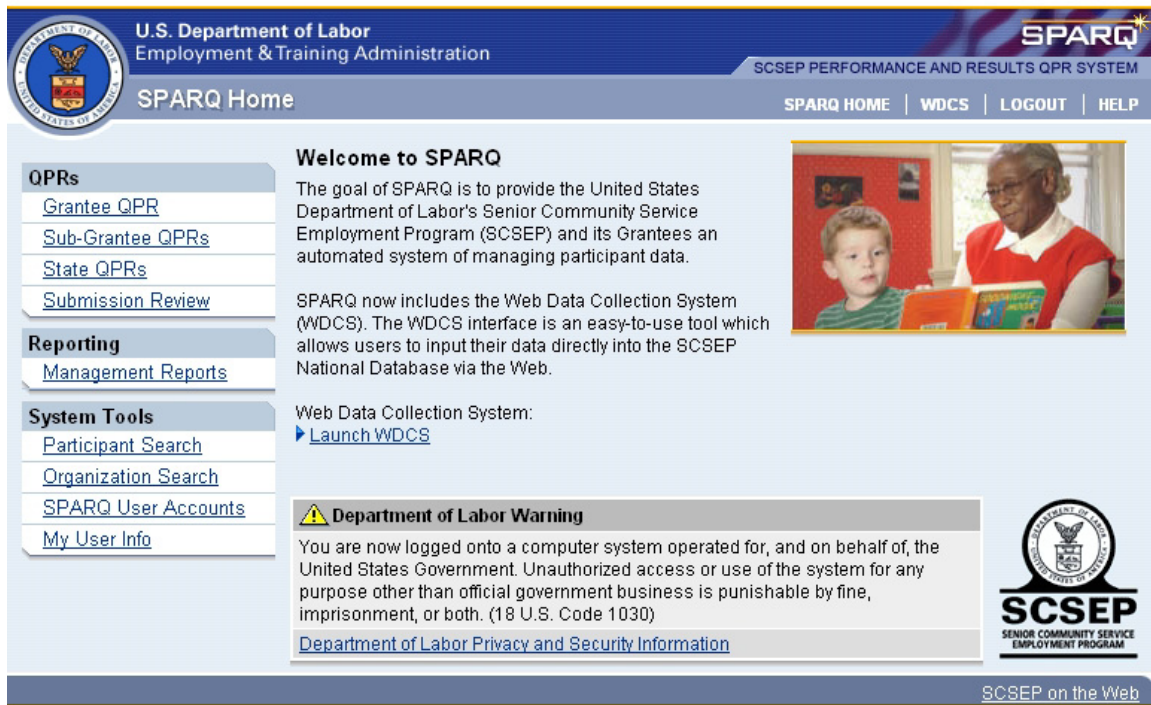 U.S. Department of Labor
Employment & Training Administration
SPARQ
SCSEP PERFORMANCE AND RESULTS QPR SYSTEM
SPARQ Home
SPARQ HOME | WDCS | LOGOUT | HELP
DEPARTMENT OF LABOR
UNITED STATES OF AMERICA
QPRs
Grantee QPR
Sub-Grantee QPRs
State QPRs
Submission Review
Reporting
Management Reports
System Tools
Participant Search
Organization Search
SPARQ User Accounts
My User Info
Welcome to SPARQ
The goal of SPARQ is to provide the United States
Department of Labor's Senior Community Service
Employment Program (SCSEP) and its Grantees an
automated system of managing participant data.
SPARQ now includes the Web Data Collection System
(WDCS). The WDCS interface is an easy-to-use tool which
allows users to input their data directly into the SCSEP
National Database via the Web.
Web Data Collection System:
Launch WDCS
GOODNIGHT
MOON
Department of Labor Warning
You are now logged onto a computer system operated for, and on behalf of, the
United States Government. Unauthorized access or use of the system for any
purpose other than official government business is punishable by fine,
imprisonment, or both. (18 U.S. Code 1030)
Department of Labor Privacy and Security Information
SCSEP
SENIOR COMMUNITY SERVICE
EMPLOYMENT PROGRAM
SCSEP on the Web